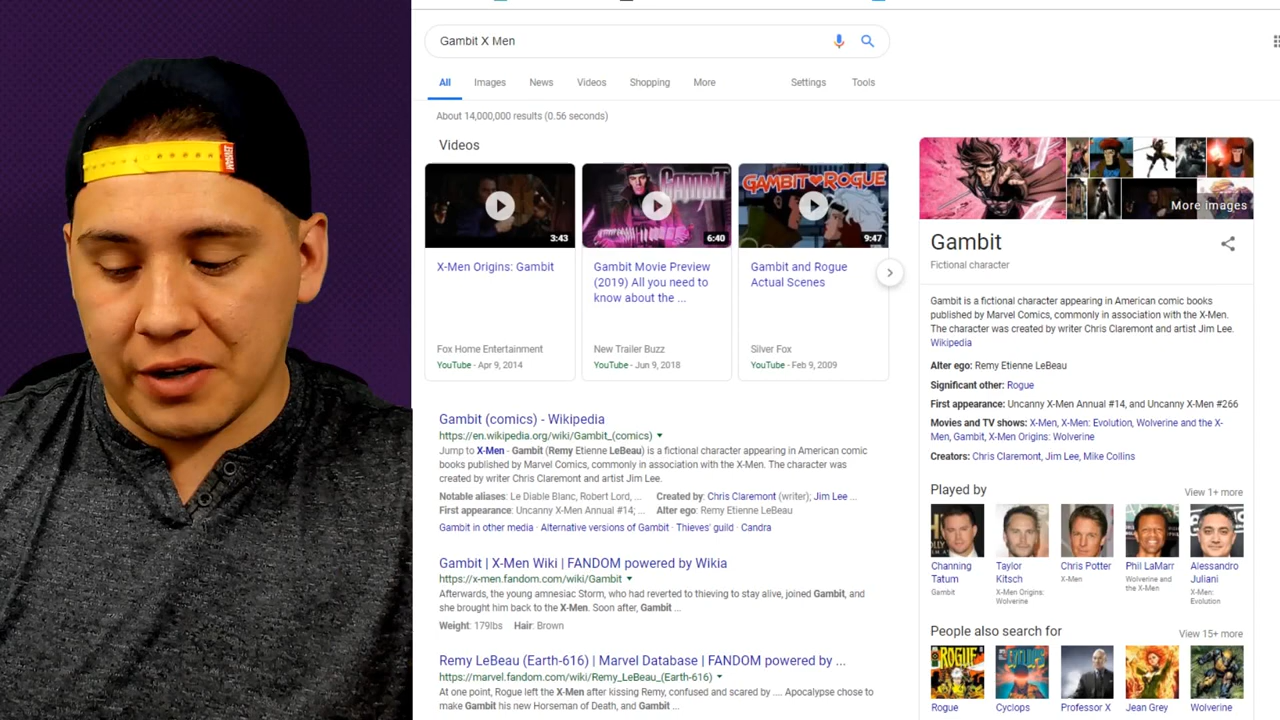 Gambit X Men
All Images News Videos Shopping More Settings Tools
About 14,000,000 results (0.56 seconds)
Videos
3:43
GAMBIT
6:40
GAMBIT ROGUE
9:47
X-Men Origins: Gambit
Fox Home Entertainment
YouTube - Apr 9, 2014
Gambit Movie Preview
(2019) All you need to
know about the ...
New Trailer Buzz
YouTube - Jun 9, 2018
Gambit and Rogue
Actual Scenes
Silver Fox
YouTube - Feb 9, 2009
Gambit (comics) - Wikipedia
https://en.wikipedia.org/wiki/Gambit_(comics)
Jump to X-Men - Gambit (Remy Etienne LeBeau) is a fictional character appearing in American comic
books published by Marvel Comics, commonly in association with the X-Men. The character was
created by writer Chris Claremont and artist Jim Lee.
Notable aliases: Le Diable Blanc, Robert Lord, ... Created by: Chris Claremont (writer); Jim Lee ...
First appearance: Uncanny X-Men Annual #14; ... Alter ego: Remy Etienne LeBeau
Gambit in other media · Alternative versions of Gambit · Thieves' guild · Candra
Gambit | X-Men Wiki | FANDOM powered by Wikia
https://x-men.fandom.com/wiki/Gambit
Afterwards, the young amnesiac Storm, who had reverted to thieving to stay alive, joined Gambit, and
she brought him back to the X-Men. Soon after, Gambit ...
Weight: 179lbs Hair: Brown
Remy LeBeau (Earth-616) | Marvel Database | FANDOM powered by ...
https://marvel.fandom.com/wiki/Remy_LeBeau_(Earth-616)
At one point, Rogue left the X-Men after kissing Remy, confused and scared by .... Apocalypse chose to
make Gambit his new Horseman of Death, and Gambit ...
More images
Gambit
Fictional character
Gambit is a fictional character appearing in American comic books
published by Marvel Comics, commonly in association with the X-Men.
The character was created by writer Chris Claremont and artist Jim Lee.
Wikipedia
Alter ego: Remy Etienne LeBeau
Significant other: Rogue
First appearance: Uncanny X-Men Annual #14, and Uncanny X-Men #266
Movies and TV shows: X-Men, X-Men: Evolution, Wolverine and the X-
Men, Gambit, X-Men Origins: Wolverine
Creators: Chris Claremont, Jim Lee, Mike Collins
Played by View 1+ more
Channing
Tatum
Gambit
Taylor
Kitsch
X-Men Origins:
Wolverine
Chris Potter
X-Men
Phil LaMarr
Wolverine and
the X-Men
Alessandro
Juliani
X-Men:
Evolution
People also search for View 15+ more
ROGUE
Rogue
Cyclops
Professor X
Jean Grey
Wolverine